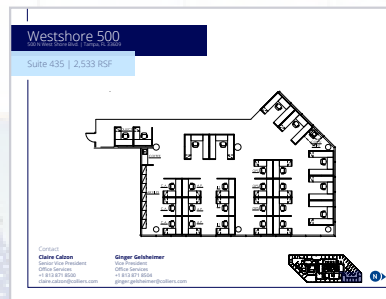 Westshore 500
500 N West Shore Blvd. | Tampa, FL 33609
Suite 435 | 2,533 RSF
Contact
Claire Calzon
Senior Vice President
Office Services
+1 813 871 8506
claire.calzon@colliers.com
Ginger Gelsheimer
Vice President
Office Services
+1 813 871 8504
ginger.gelsheimer@colliers.com
N